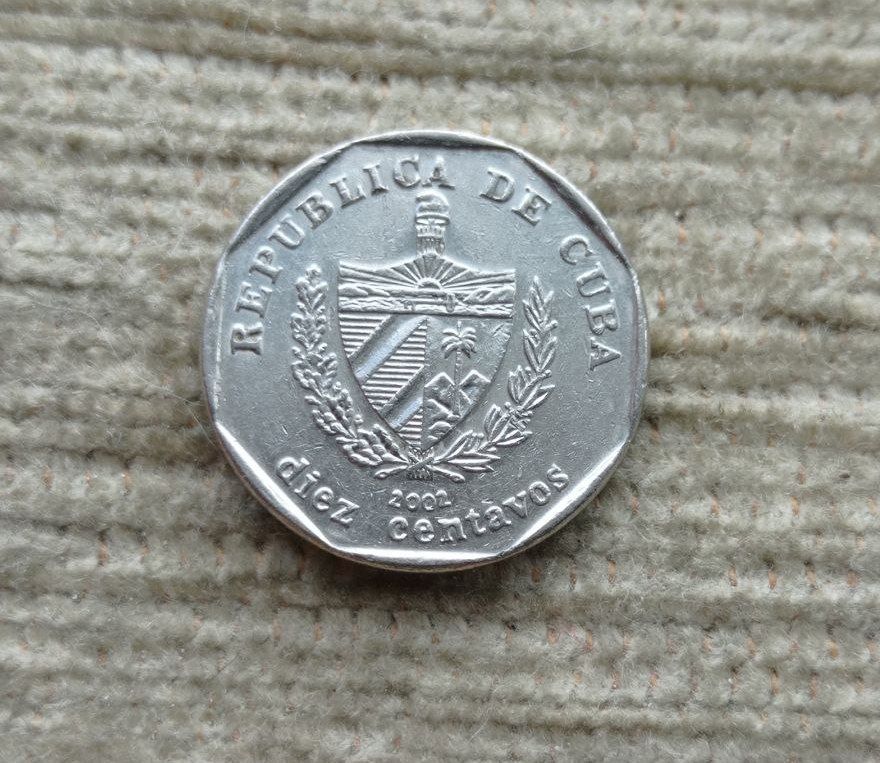 REPUBLICA DE CUBA
2002
diez centavos